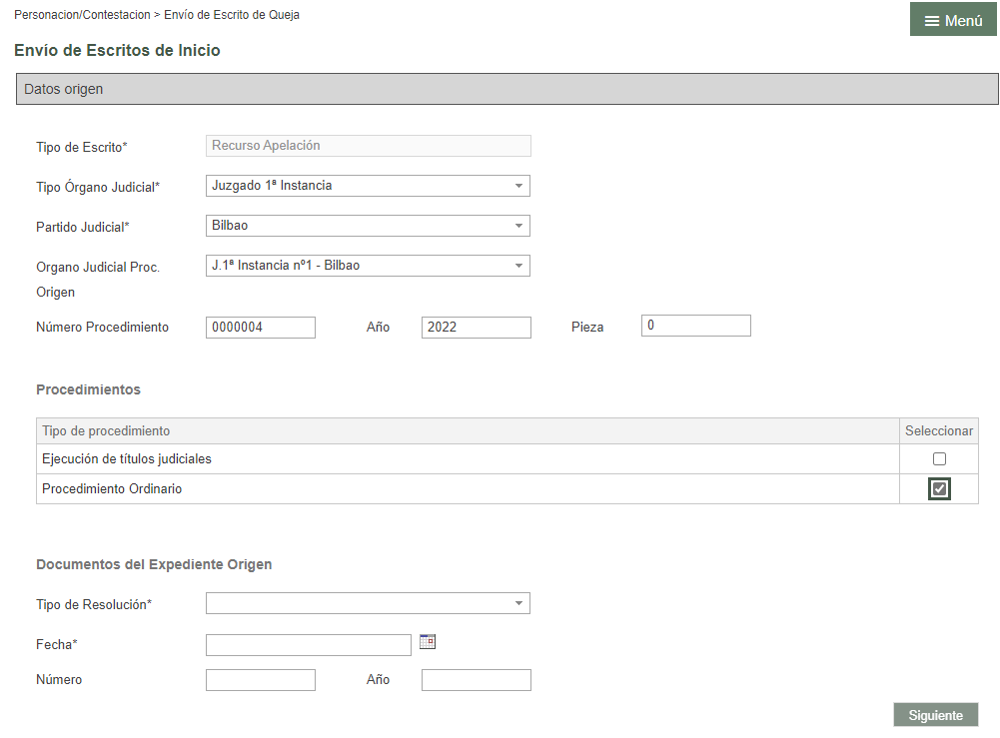 Personacion/Contestacion > Envío de Escrito de Queja
Menú
Envío de Escritos de Inicio
Datos origen
Tipo de Escrito* Recurso Apelación
Tipo Órgano Judicial* Juzgado 1ª Instancia
Partido Judicial* Bilbao
Organo Judicial Proc. Origen J.1ª Instancia nº1 - Bilbao
Número Procedimiento 0000004 Año 2022 Pieza 0
Procedimientos
Tipo de procedimiento Seleccionar
Ejecución de títulos judiciales
Procedimiento Ordinario
Documentos del Expediente Origen
Tipo de Resolución*
Fecha*
Número Año
Siguiente